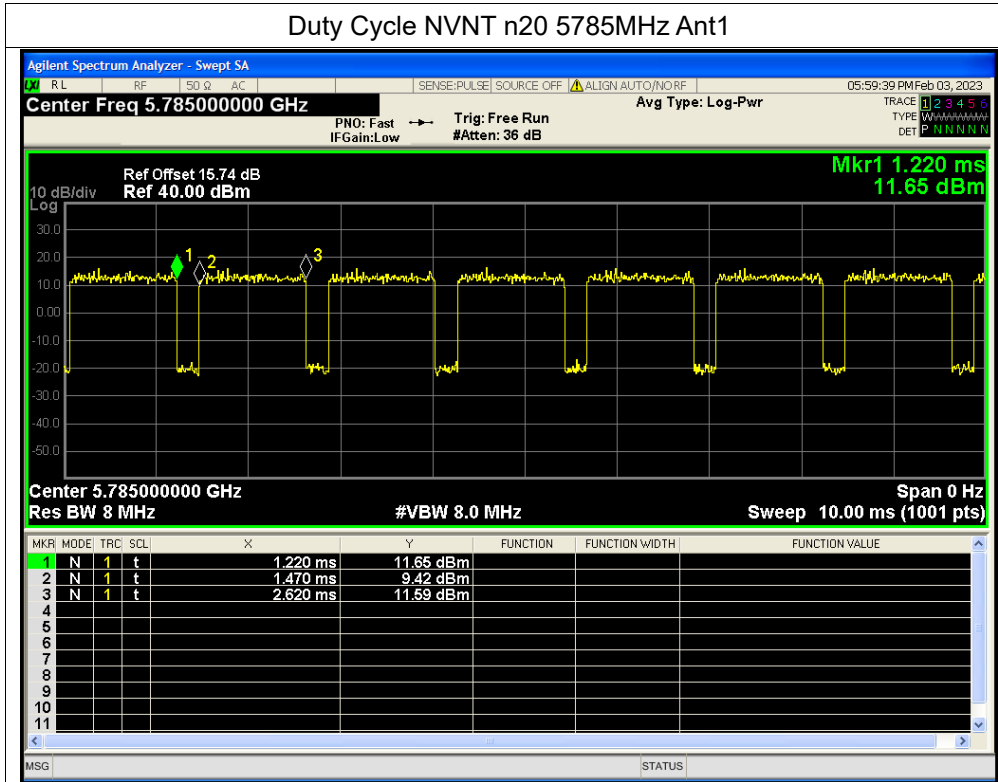 Duty Cycle NVNT n20 5785MHz Ant1
Agilent Spectrum Analyzer - Swept SA
LXI RL RF 50 Ω AC SENSE:PULSE SOURCE OFF ALIGN AUTO/NO RF 05:59:39 PM Feb 03, 2023
Center Freq 5.785000000 GHz Avg Type: Log-Pwr TRACE 1 2 3 4 5 6
PNO: Fast Trig: Free Run TYPE WWWWWW
IFGain:Low #Atten: 36 dB DET P N N N N N
Mkr1 1.220 ms
Ref Offset 15.74 dB
10 dB/div Ref 40.00 dBm 11.65 dBm
Log
30.0
20.0
10.0
0.00
-10.0
-20.0
-30.0
-40.0
-50.0
1 2 3
Center 5.785000000 GHz Span 0 Hz
Res BW 8 MHz #VBW 8.0 MHz Sweep 10.00 ms (1001 pts)
MKR MODE TRC SCL X Y FUNCTION FUNCTION WIDTH FUNCTION VALUE
1 N 1 t 1.220 ms 11.65 dBm
2 N 1 t 1.470 ms 9.42 dBm
3 N 1 t 2.620 ms 11.59 dBm
4
5
6
7
8
9
10
11
MSG STATUS